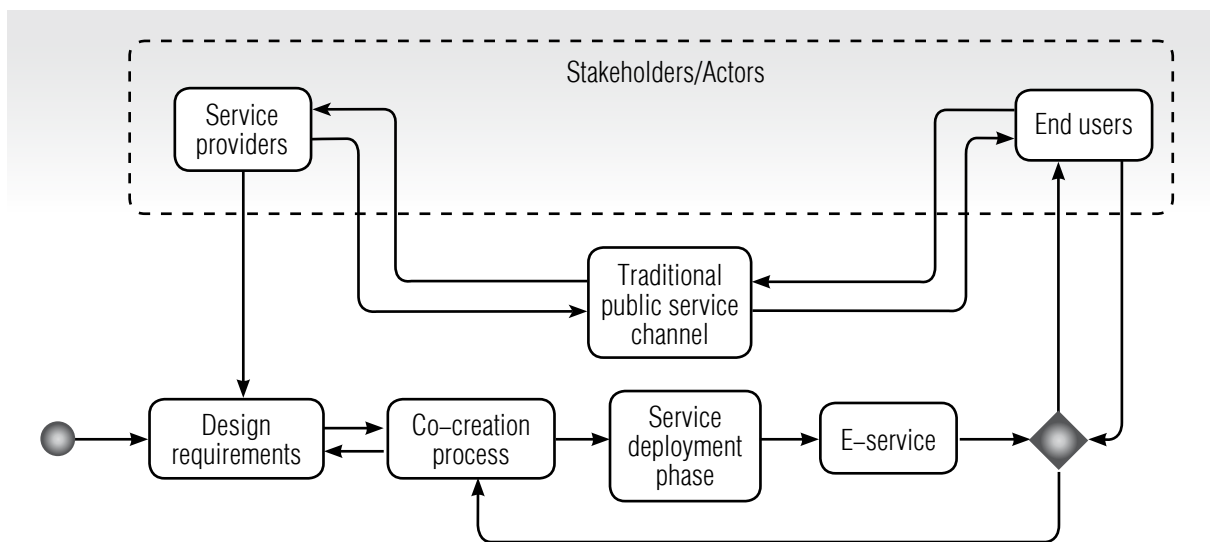 Stakeholders/Actors
Service
providers
End users
Traditional
public service
channel
Design
requirements
Co–creation
process
Service
deployment
phase
E–service